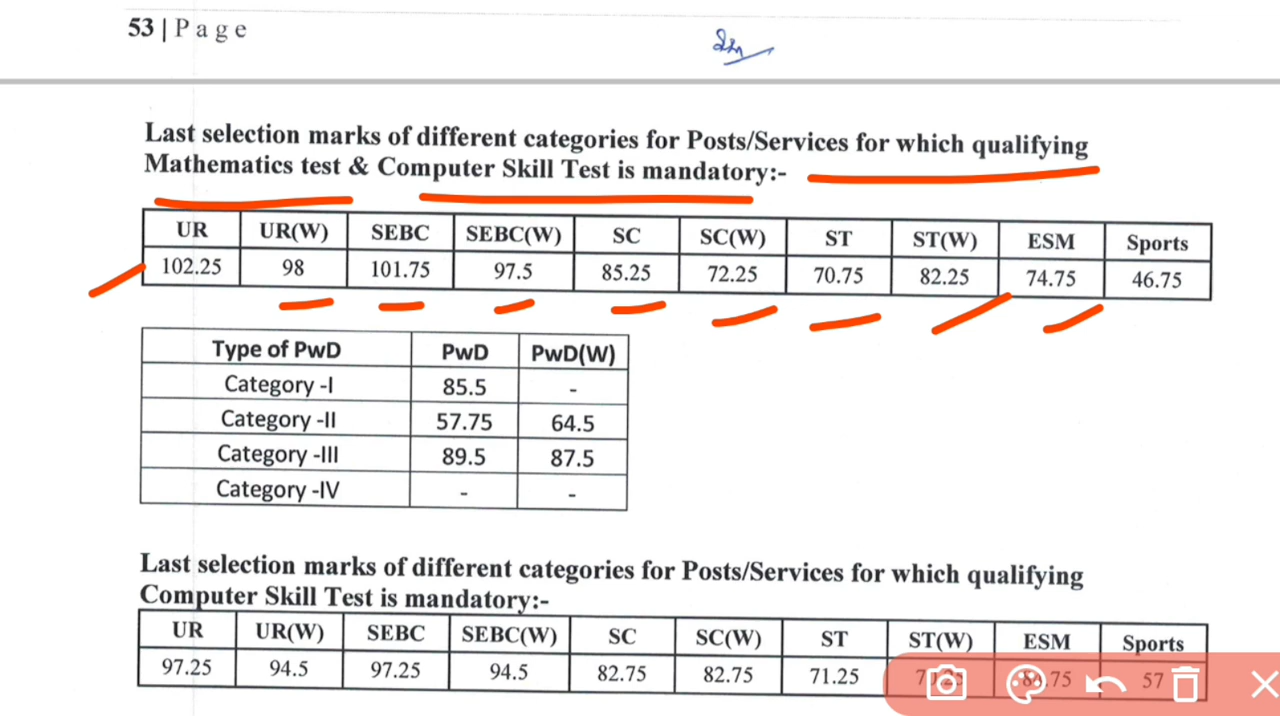 53 | P a g e
Last selection marks of different categories for Posts/Services for which qualifying
Mathematics test & Computer Skill Test is mandatory:-
UR UR(W) SEBC SEBC(W) SC SC(W) ST ST(W) ESM Sports
102.25 98 101.75 97.5 85.25 72.25 70.75 82.25 74.75 46.75
Type of PwD PwD PwD(W)
Category -I 85.5 -
Category -II 57.75 64.5
Category -III 89.5 87.5
Category -IV - -
Last selection marks of different categories for Posts/Services for which qualifying
Computer Skill Test is mandatory:-
UR UR(W) SEBC SEBC(W) SC SC(W) ST ST(W) ESM Sports
97.25 94.5 97.25 94.5 82.75 82.75 71.25 57